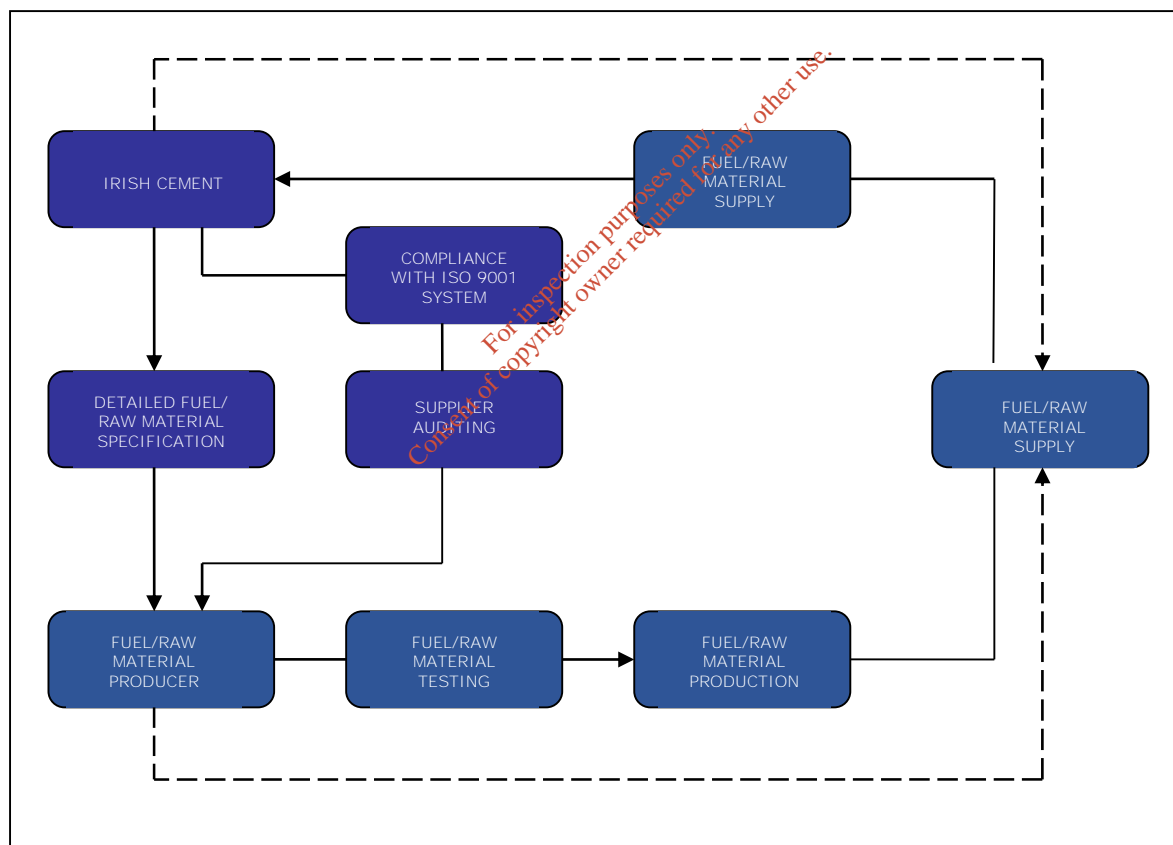 IRISH CEMENT
FUEL/RAW
MATERIAL
SUPPLY
COMPLIANCE
WITH ISO 9001
SYSTEM
DETAILED FUEL/
RAW MATERIAL
SPECIFICATION
SUPPLIER
AUDITING
FUEL/RAW
MATERIAL
SUPPLY
FUEL/RAW
MATERIAL
PRODUCER
FUEL/RAW
MATERIAL
TESTING
FUEL/RAW
MATERIAL
PRODUCTION
For inspection purposes only.
Consent of copyright owner required for any other use.